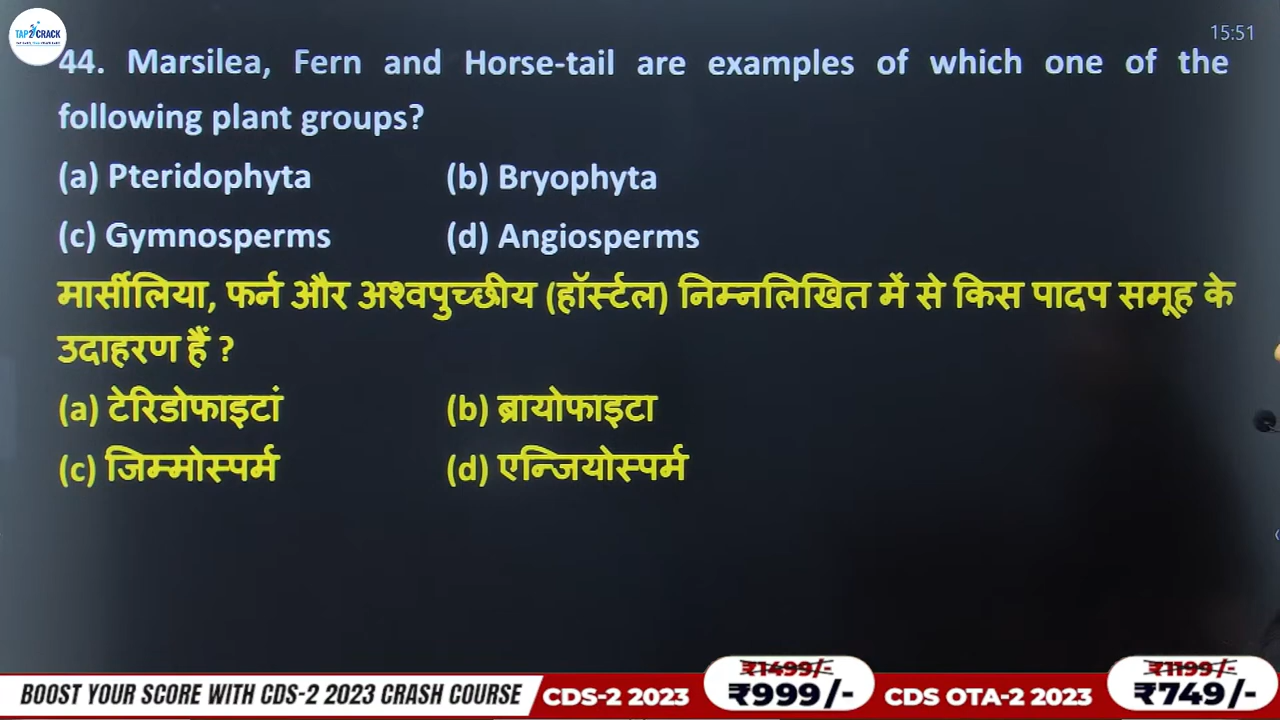 TAP2CRACK
15:51
44. Marsilea, Fern and Horse-tail are examples of which one of the
following plant groups?
(a) Pteridophyta (b) Bryophyta
(c) Gymnosperms (d) Angiosperms
मार्सीलिया, फर्न और अश्वपुच्छीय (हॉर्स्टल) निम्नलिखित में से किस पादप समूह के
उदाहरण हैं ?
(a) टेरिडोफाइटां (b) ब्रायोफाइटा
(c) जिम्मोस्पर्म (d) एन्जियोस्पर्म
BOOST YOUR SCORE WITH CDS-2 2023 CRASH COURSE CDS-2 2023 ₹1499/- ₹999/- CDS OTA-2 2023 ₹1199/- ₹749/-